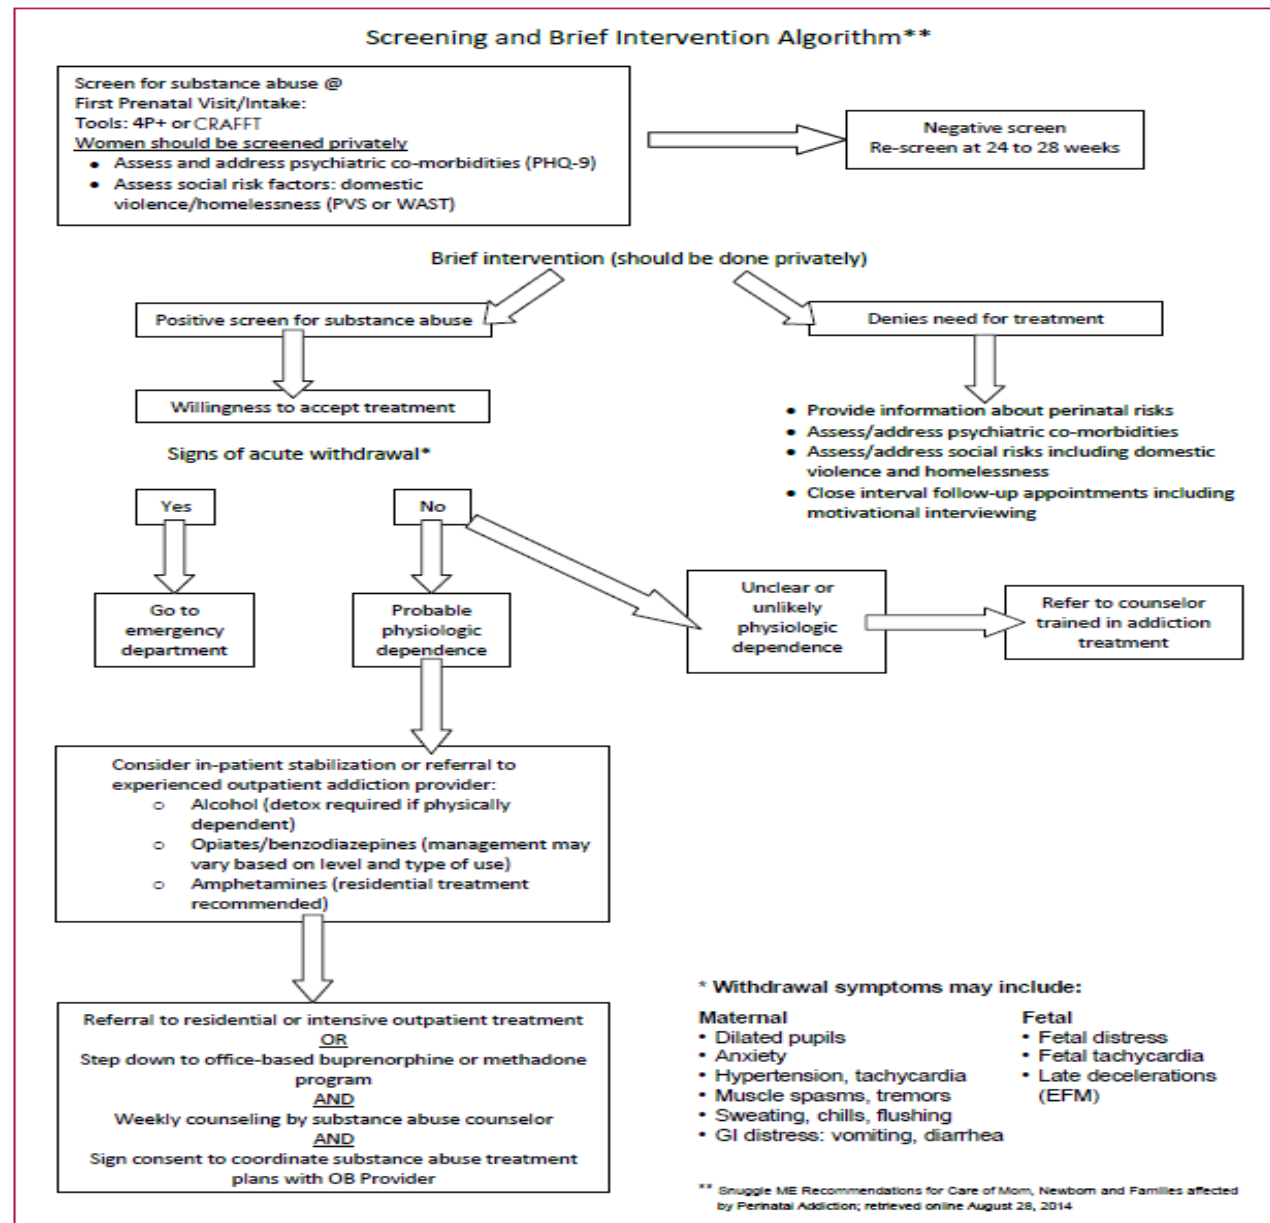 Screening and Brief Intervention Algorithm**
Screen for substance abuse @
First Prenatal Visit/Intake:
Tools: 4P+ or CRAFFT
Women should be screened privately
• Assess and address psychiatric co-morbidities (PHQ-9)
• Assess social risk factors: domestic
violence/homelessness (PVS or WAST)
Negative screen
Re-screen at 24 to 28 weeks
Brief intervention (should be done privately)
Positive screen for substance abuse
Denies need for treatment
Willingness to accept treatment
• Provide information about perinatal risks
• Assess/address psychiatric co-morbidities
• Assess/address social risks including domestic
violence and homelessness
• Close interval follow-up appointments including
motivational interviewing
Signs of acute withdrawal*
Yes
No
Go to
emergency
department
Probable
physiologic
dependence
Unclear or
unlikely
physiologic
dependence
Refer to counselor
trained in addiction
treatment
Consider in-patient stabilization or referral to
experienced outpatient addiction provider:
o Alcohol (detox required if physically
dependent)
o Opiates/benzodiazepines (management may
vary based on level and type of use)
o Amphetamines (residential treatment
recommended)
Referral to residential or intensive outpatient treatment
OR
Step down to office-based buprenorphine or methadone
program
AND
Weekly counseling by substance abuse counselor
AND
Sign consent to coordinate substance abuse treatment
plans with OB Provider
* Withdrawal symptoms may include:
Maternal
• Dilated pupils
• Anxiety
• Hypertension, tachycardia
• Muscle spasms, tremors
• Sweating, chills, flushing
• GI distress: vomiting, diarrhea
Fetal
• Fetal distress
• Fetal tachycardia
• Late decelerations
(EFM)
** Snuggle ME Recommendations for Care of Mom, Newborn and Families affected
by Perinatal Addiction; retrieved online August 28, 2014